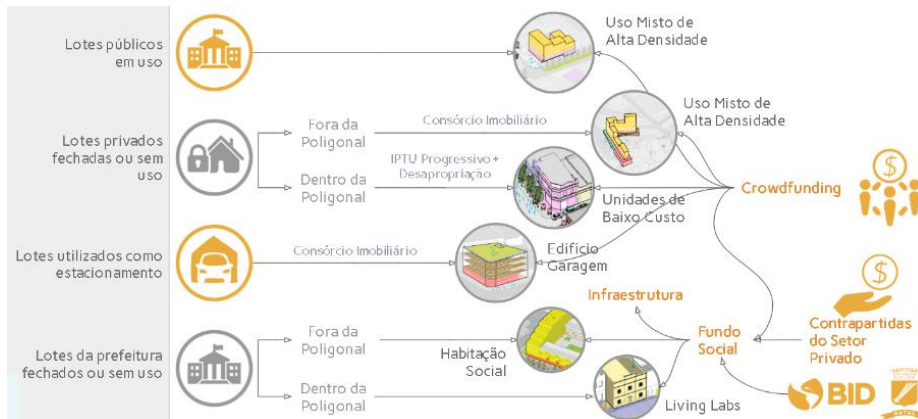 Lotes públicos
em uso
Uso Misto de
Alta Densidade
Lotes privados
fechadas ou sem
uso
Fora da
Poligonal
Consórcio Imobiliário
Uso Misto de
Alta Densidade
Dentro da
Poligonal
IPTU Progressivo +
Desapropriação
Unidades de
Baixo Custo
Crowdfunding
Lotes utilizados como
estacionamento
Consórcio Imobiliário
Edifício
Garagem
Infraestrutura
Contrapartidas
do Setor
Privado
Lotes da prefeitura
fechados ou sem uso
Fora da
Poligonal
Habitação
Social
Fundo
Social
Dentro da
Poligonal
Living Labs
BID